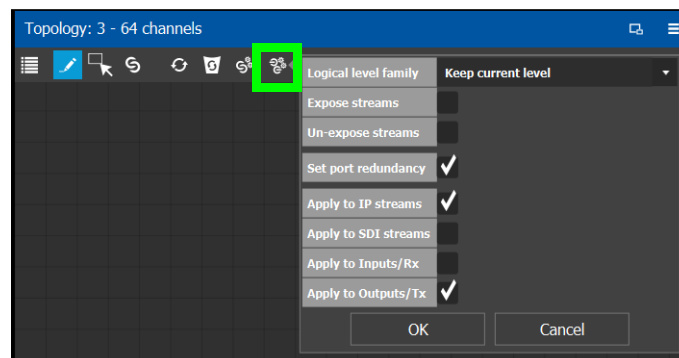 Topology: 3 - 64 channels
Logical level family Keep current level
Expose streams
Un-expose streams
Set port redundancy
Apply to IP streams
Apply to SDI streams
Apply to Inputs/Rx
Apply to Outputs/Tx
OK Cancel